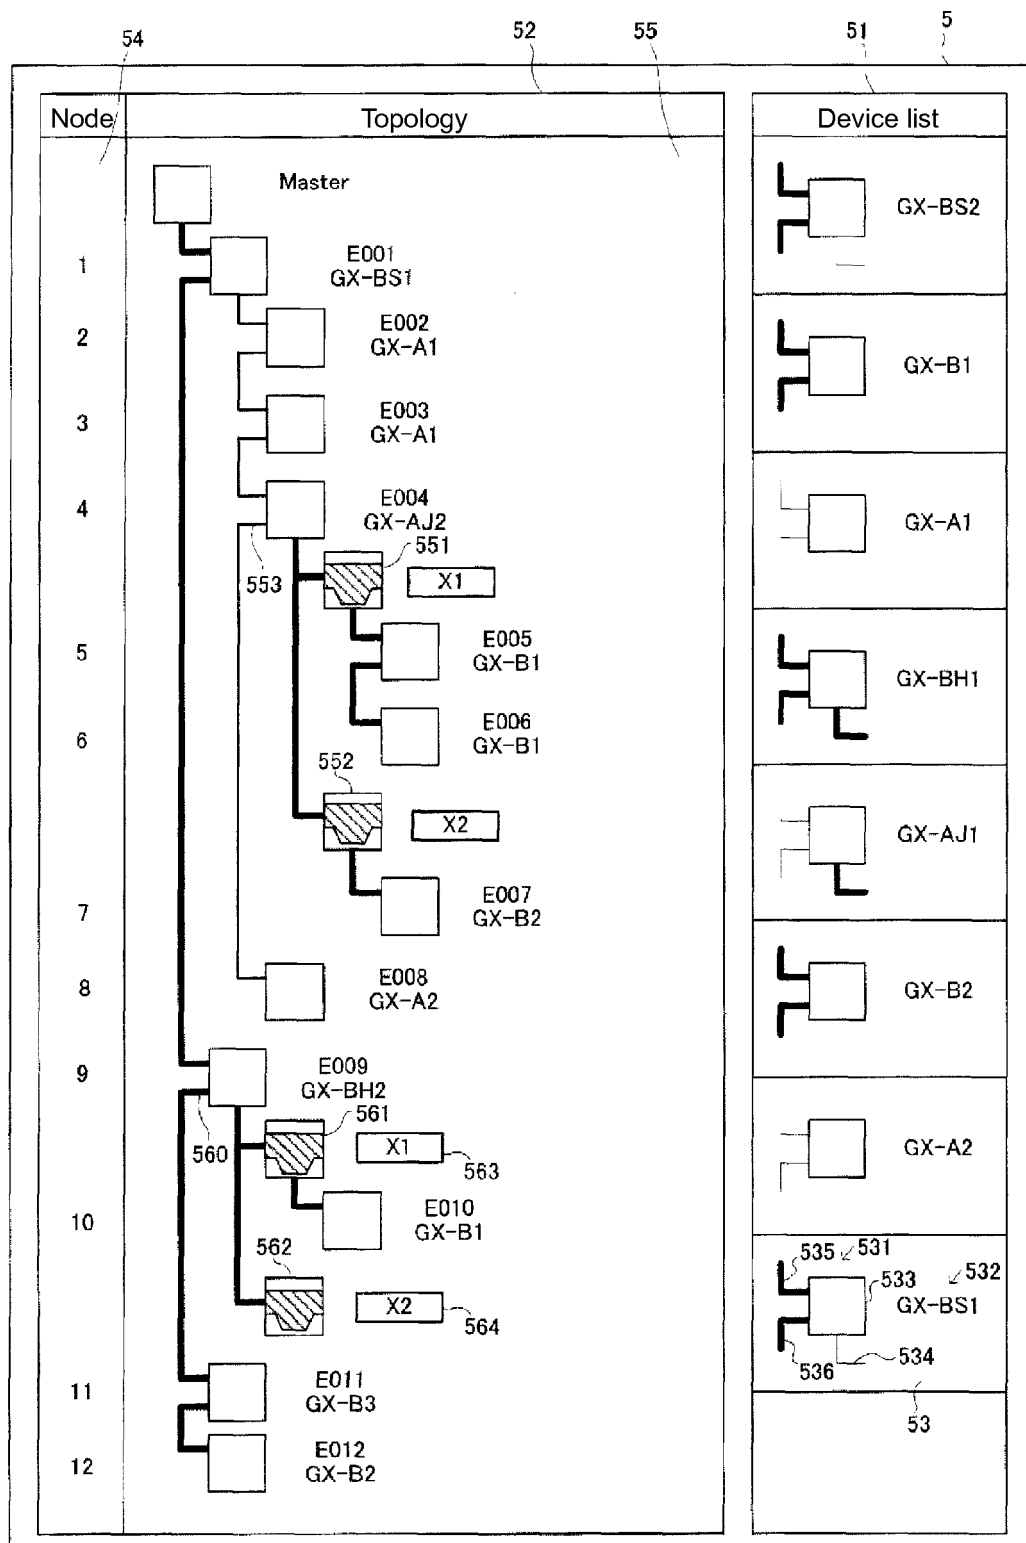 54
52
55
51
5
Node
Topology
Device list
Master
1
E001
GX-BS1
2
E002
GX-A1
3
E003
GX-A1
4
E004
GX-AJ2
553
551
X1
5
E005
GX-B1
6
E006
GX-B1
552
X2
7
E007
GX-B2
8
E008
GX-A2
9
E009
GX-BH2
560
561
X1
563
10
E010
GX-B1
562
X2
564
11
E011
GX-B3
12
E012
GX-B2
GX-BS2
GX-B1
GX-A1
GX-BH1
GX-AJ1
GX-B2
GX-A2
535
531
533
532
GX-BS1
536
534
53